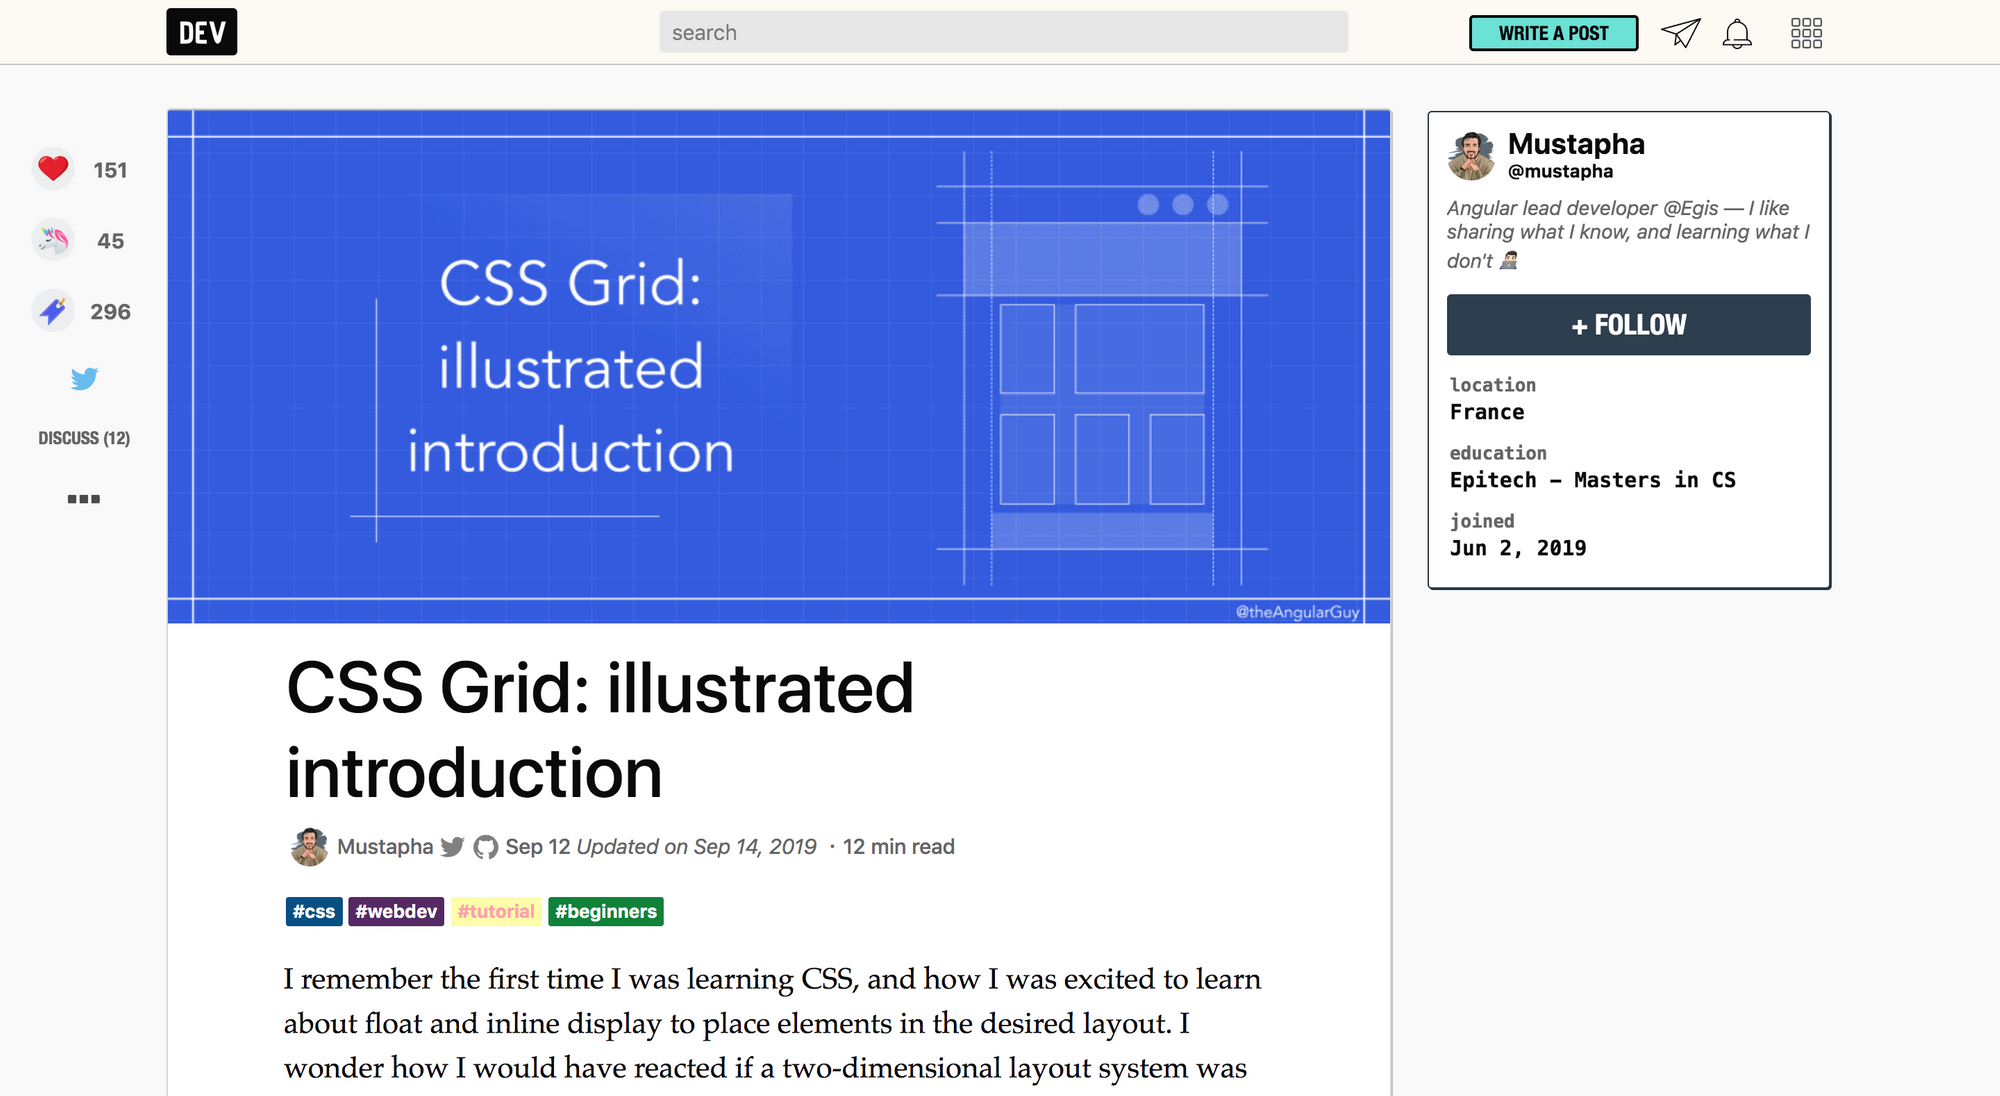 DEV
search
WRITE A POST
151
45
296
DISCUSS (12)
CSS Grid:
illustrated
introduction
@theAngularGuy
Mustapha
@mustapha
Angular lead developer @Egis — I like
sharing what I know, and learning what I
don't
+ FOLLOW
location
France
education
Epitech – Masters in CS
joined
Jun 2, 2019
CSS Grid: illustrated
introduction
Mustapha Sep 12 Updated on Sep 14, 2019 · 12 min read
#css #webdev #tutorial #beginners
I remember the first time I was learning CSS, and how I was excited to learn
about float and inline display to place elements in the desired layout. I
wonder how I would have reacted if a two-dimensional layout system was